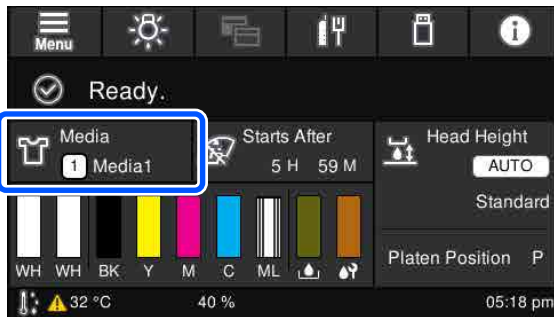 Menu
Ready.
Media
1 Media1
Starts After
5 H 59 M
Head Height
AUTO
Standard
Platen Position P
WH WH BK Y M C ML
32 °C 40 % 05:18 pm